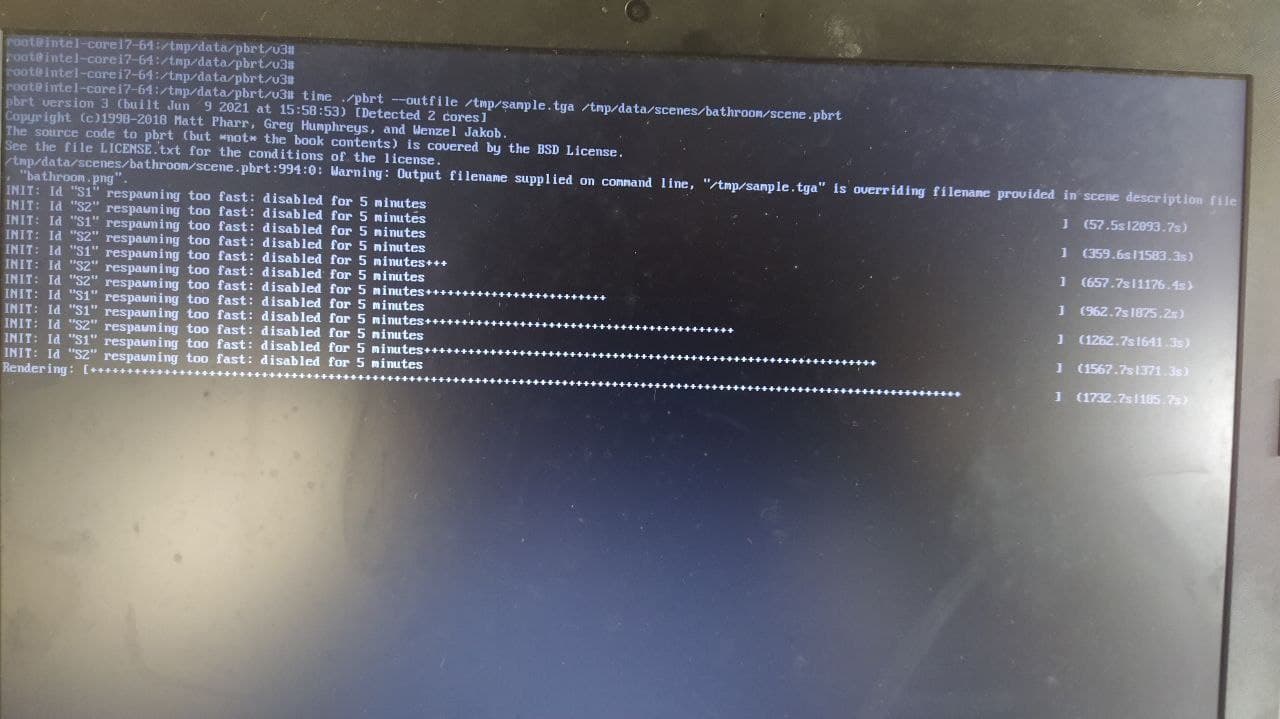 root@intel-corei7-64:/tmp/data/pbrt/v3#
root@intel-corei7-64:/tmp/data/pbrt/v3#
root@intel-corei7-64:/tmp/data/pbrt/v3#
root@intel-corei7-64:/tmp/data/pbrt/v3# time ./pbrt --outfile /tmp/sample.tga /tmp/data/scenes/bathroom/scene.pbrt
pbrt version 3 (built Jun  9 2021 at 15:58:53) [Detected 2 cores]
Copyright (c)1998-2018 Matt Pharr, Greg Humphreys, and Wenzel Jakob.
The source code to pbrt (but *not* the book contents) is covered by the BSD License.
See the file LICENSE.txt for the conditions of the license.
/tmp/data/scenes/bathroom/scene.pbrt:994:0: Warning: Output filename supplied on command line, "/tmp/sample.tga" is overriding filename provided in scene description file
, "bathroom.png".
INIT: Id "S1" respawning too fast: disabled for 5 minutes
INIT: Id "S2" respawning too fast: disabled for 5 minutes ] (57.5s|2093.7s)
INIT: Id "S1" respawning too fast: disabled for 5 minutes
INIT: Id "S2" respawning too fast: disabled for 5 minutes ] (359.6s|1583.3s)
INIT: Id "S1" respawning too fast: disabled for 5 minutes+++
INIT: Id "S2" respawning too fast: disabled for 5 minutes ] (657.7s|1176.4s)
INIT: Id "S2" respawning too fast: disabled for 5 minutes+++++++++++++++++++++++++
INIT: Id "S1" respawning too fast: disabled for 5 minutes ] (962.7s|875.2s)
INIT: Id "S1" respawning too fast: disabled for 5 minutes++++++++++++++++++++++++++++++++++++++++++
INIT: Id "S2" respawning too fast: disabled for 5 minutes ] (1262.7s|641.3s)
INIT: Id "S1" respawning too fast: disabled for 5 minutes++++++++++++++++++++++++++++++++++++++++++++++++++++++++++++++
INIT: Id "S2" respawning too fast: disabled for 5 minutes ] (1567.7s|371.3s)
Rendering: [++++++++++++++++++++++++++++++++++++++++++++++++++++++++++++++++++++++++++++++++++++++++++++++++++++++++++++++++++++++++ ] (1732.7s|185.7s)